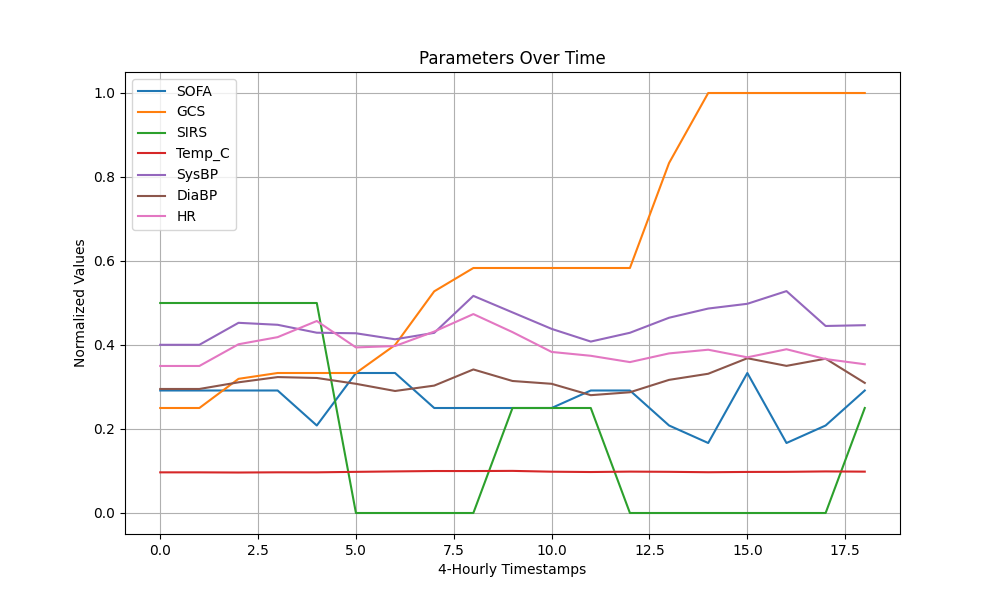 Parameters Over Time
SOFA
GCS
SIRS
Temp_C
SysBP
DiaBP
HR
Normalized Values
1.0
0.8
0.6
0.4
0.2
0.0
0.0 2.5 5.0 7.5 10.0 12.5 15.0 17.5
4-Hourly Timestamps